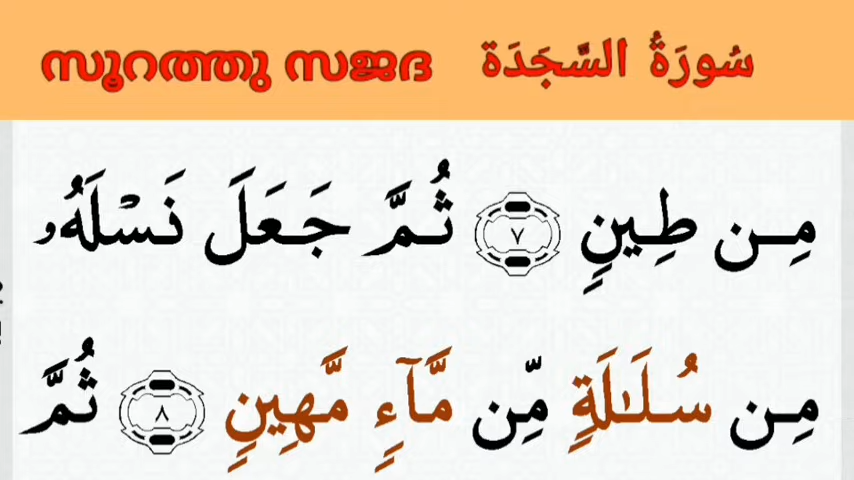 സൂറത്തു സജദ سُورَةُ السَّجَدَة
مِن طِينٍ ٧ ثُمَّ جَعَلَ نَسْلَهُۥ
مِن سُلَـٰلَةٍ مِّن مَّآءٍ مَّهِينٍ ٨ ثُمَّ